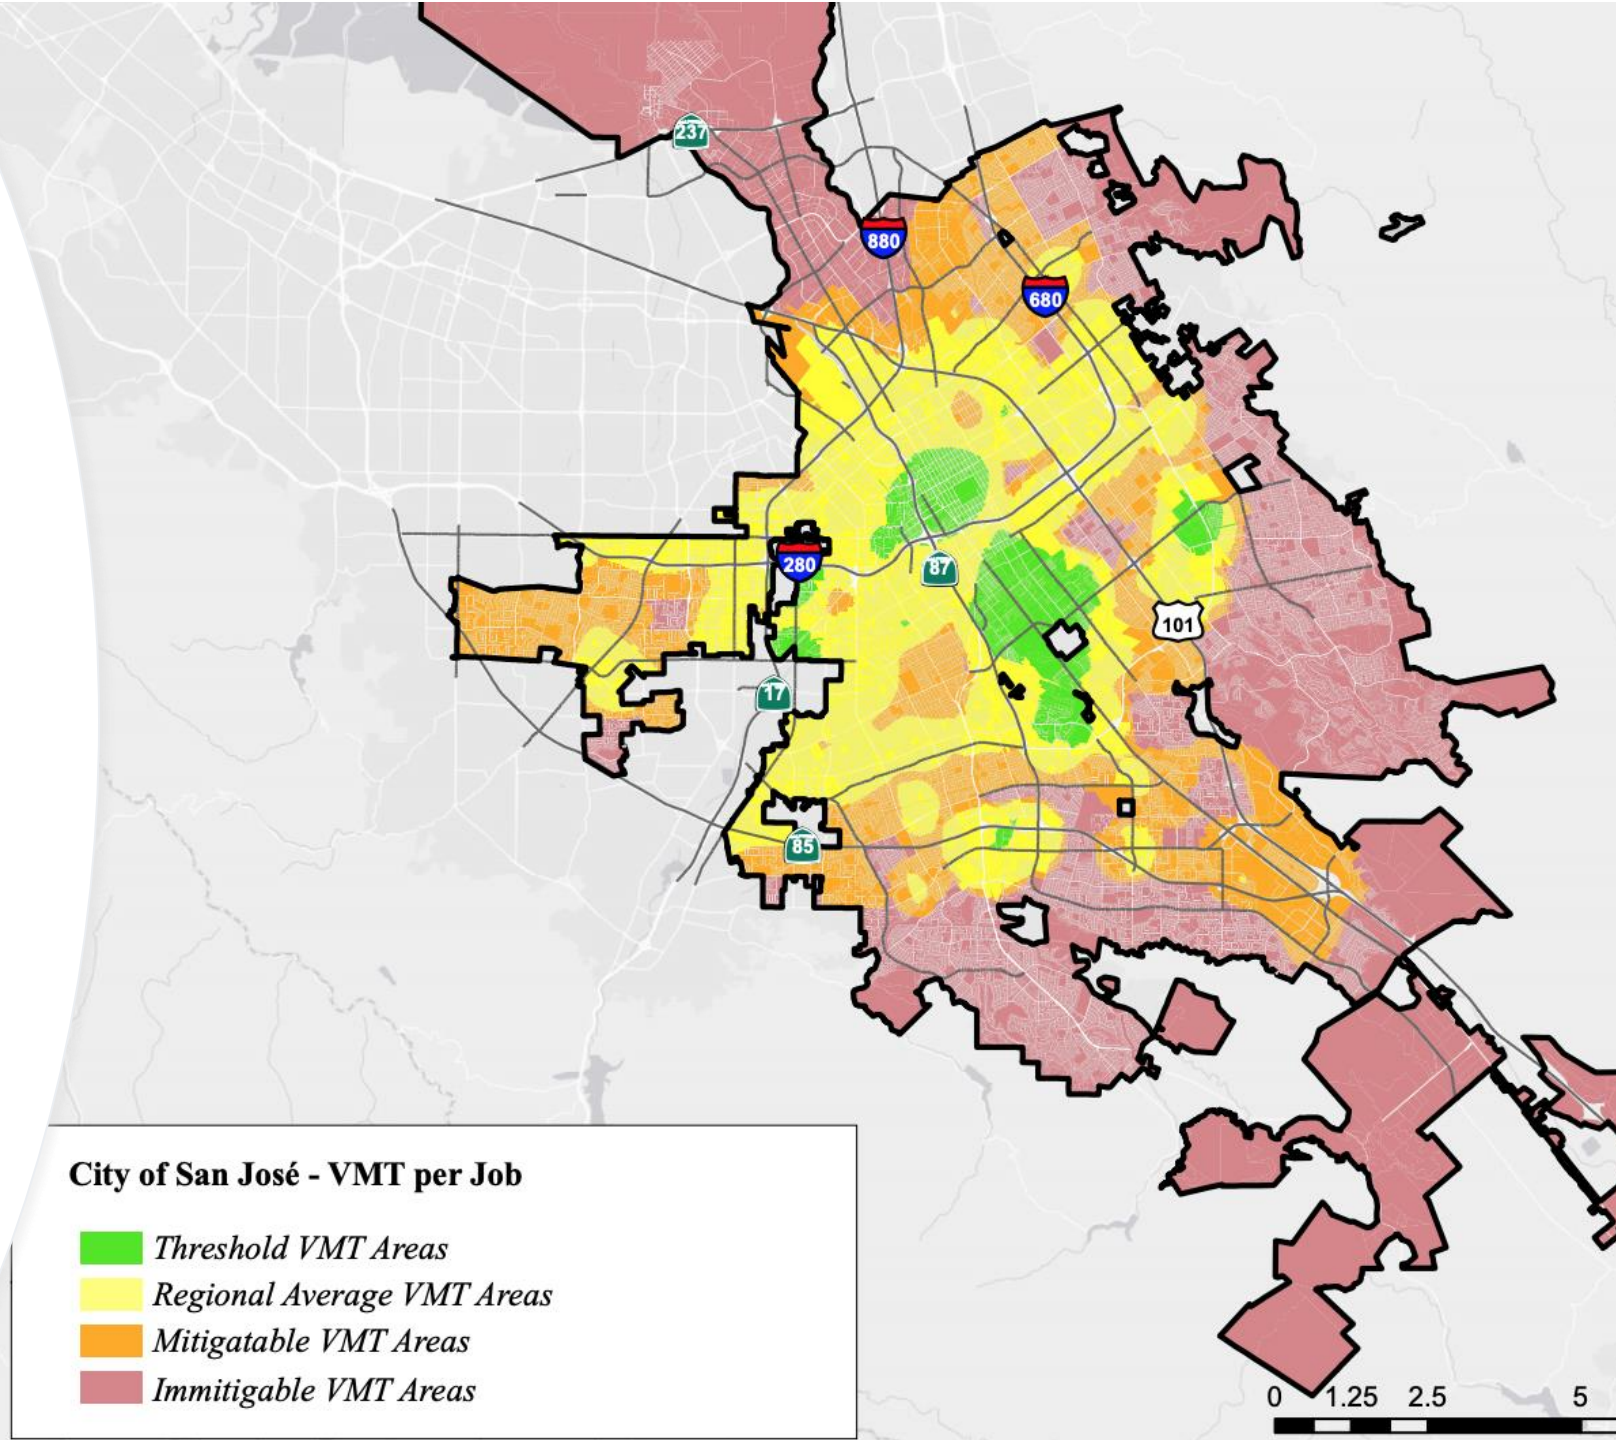 237
880
680
280
87
101
17
85
City of San José - VMT per Job
Threshold VMT Areas
Regional Average VMT Areas
Mitigatable VMT Areas
Immitigable VMT Areas
0 1.25 2.5 5